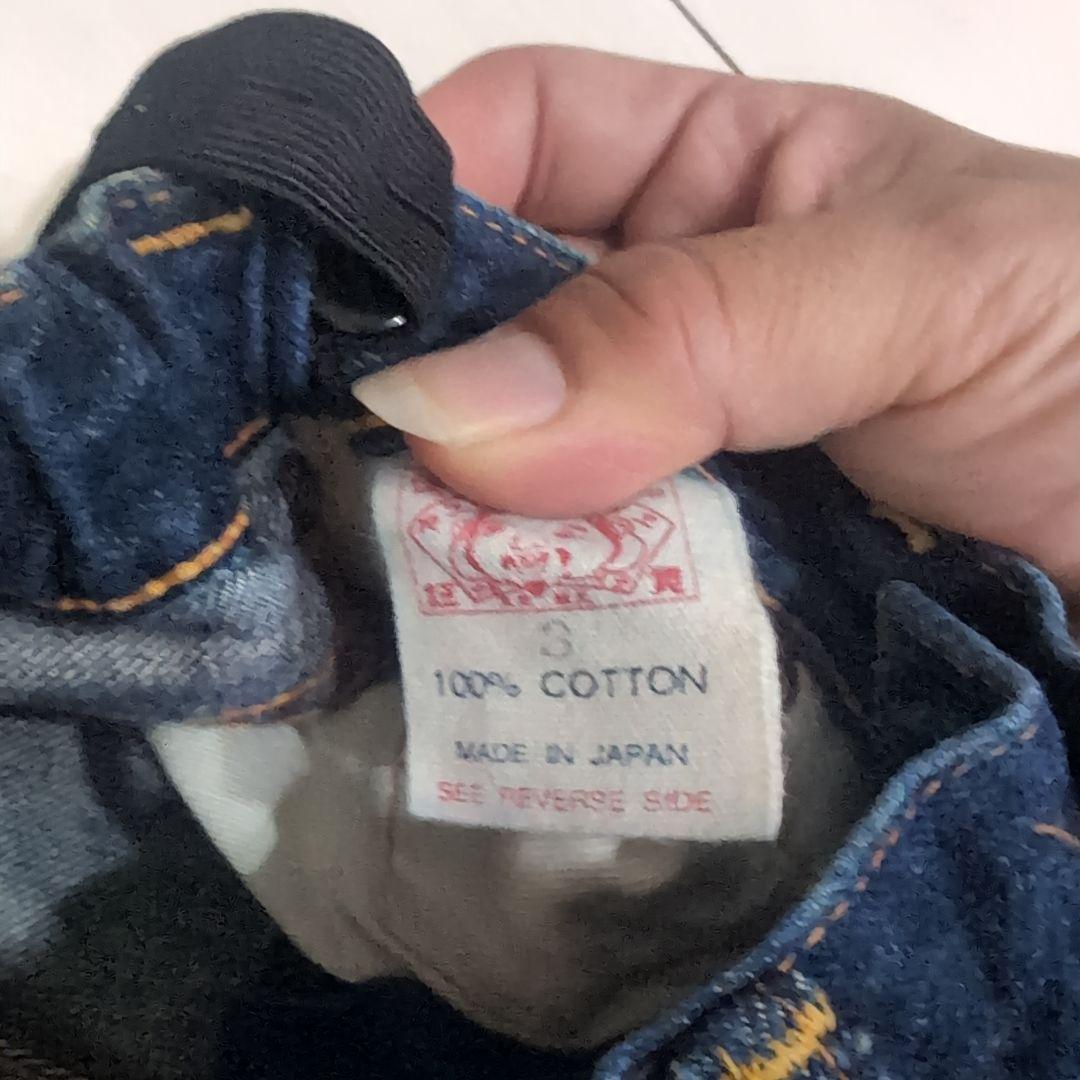 3
100% COTTON
MADE IN JAPAN
SEE REVERSE SIDE